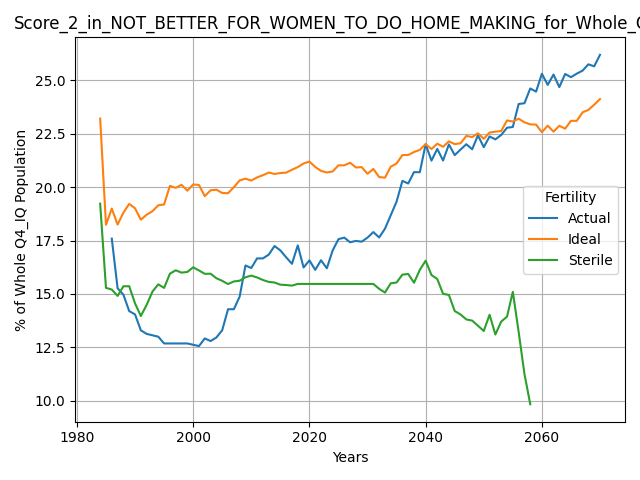 Score_2_in_NOT_BETTER_FOR_WOMEN_TO_DO_HOME_MAKING_for_Whole_
% of Whole Q4_IQ Population
25.0
22.5
20.0
17.5
15.0
12.5
10.0
Fertility
Actual
Ideal
Sterile
1980
2000
2020
2040
2060
Years